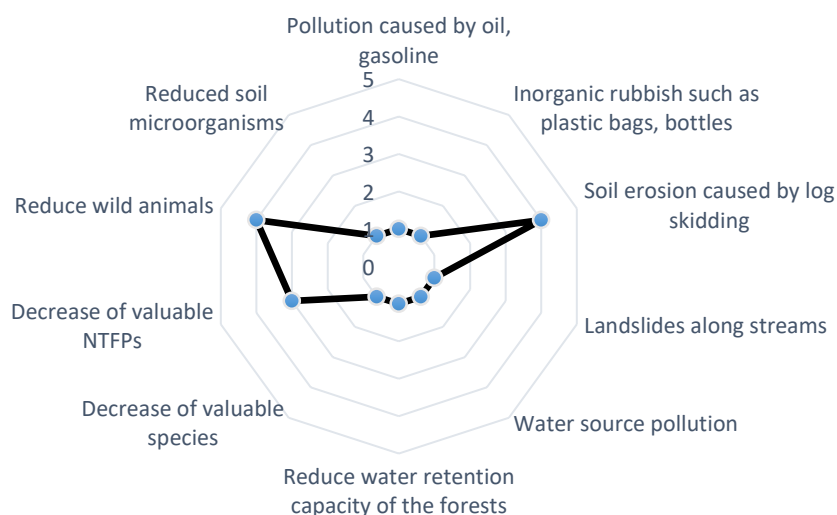 Pollution caused by oil,
gasoline
Inorganic rubbish such as
plastic bags, bottles
Soil erosion caused by log
skidding
Landslides along streams
Water source pollution
Reduce water retention
capacity of the forests
Decrease of valuable
species
Decrease of valuable
NTFPs
Reduce wild animals
Reduced soil
microorganisms
5
4
3
2
1
0